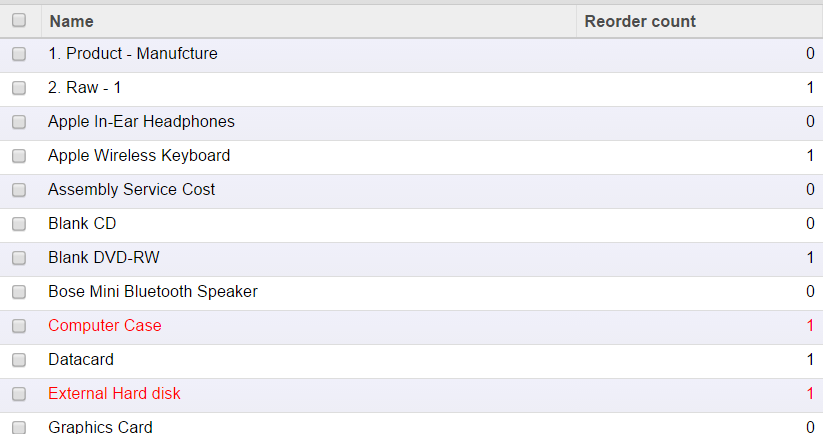 Name Reorder count
1. Product - Manufcture 0
2. Raw - 1 1
Apple In-Ear Headphones 0
Apple Wireless Keyboard 1
Assembly Service Cost 0
Blank CD 0
Blank DVD-RW 1
Bose Mini Bluetooth Speaker 0
Computer Case 1
Datacard 1
External Hard disk 1
Graphics Card 0